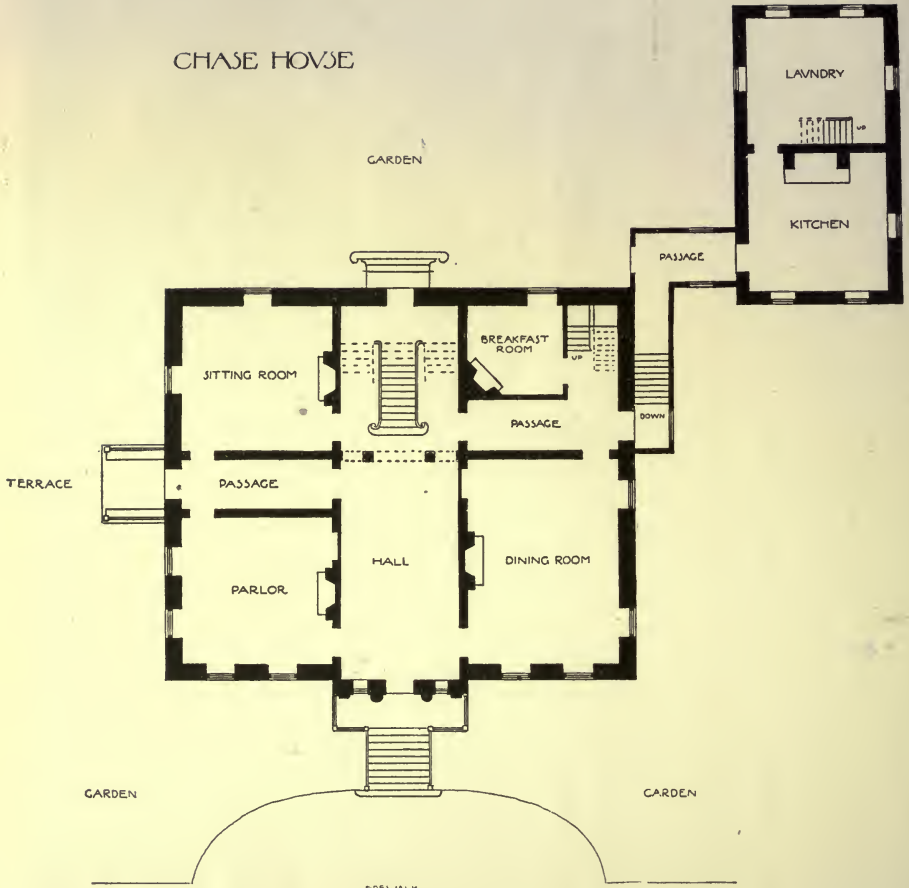 CHASE HOVSE
LAVNDRY
UP
GARDEN
KITCHEN
PASSAGE
BREAKFAST
ROOM
UP
SITTING ROOM
DOWN
PASSAGE
TERRACE
PASSAGE
HALL
DINING ROOM
PARLOR
GARDEN
GARDEN